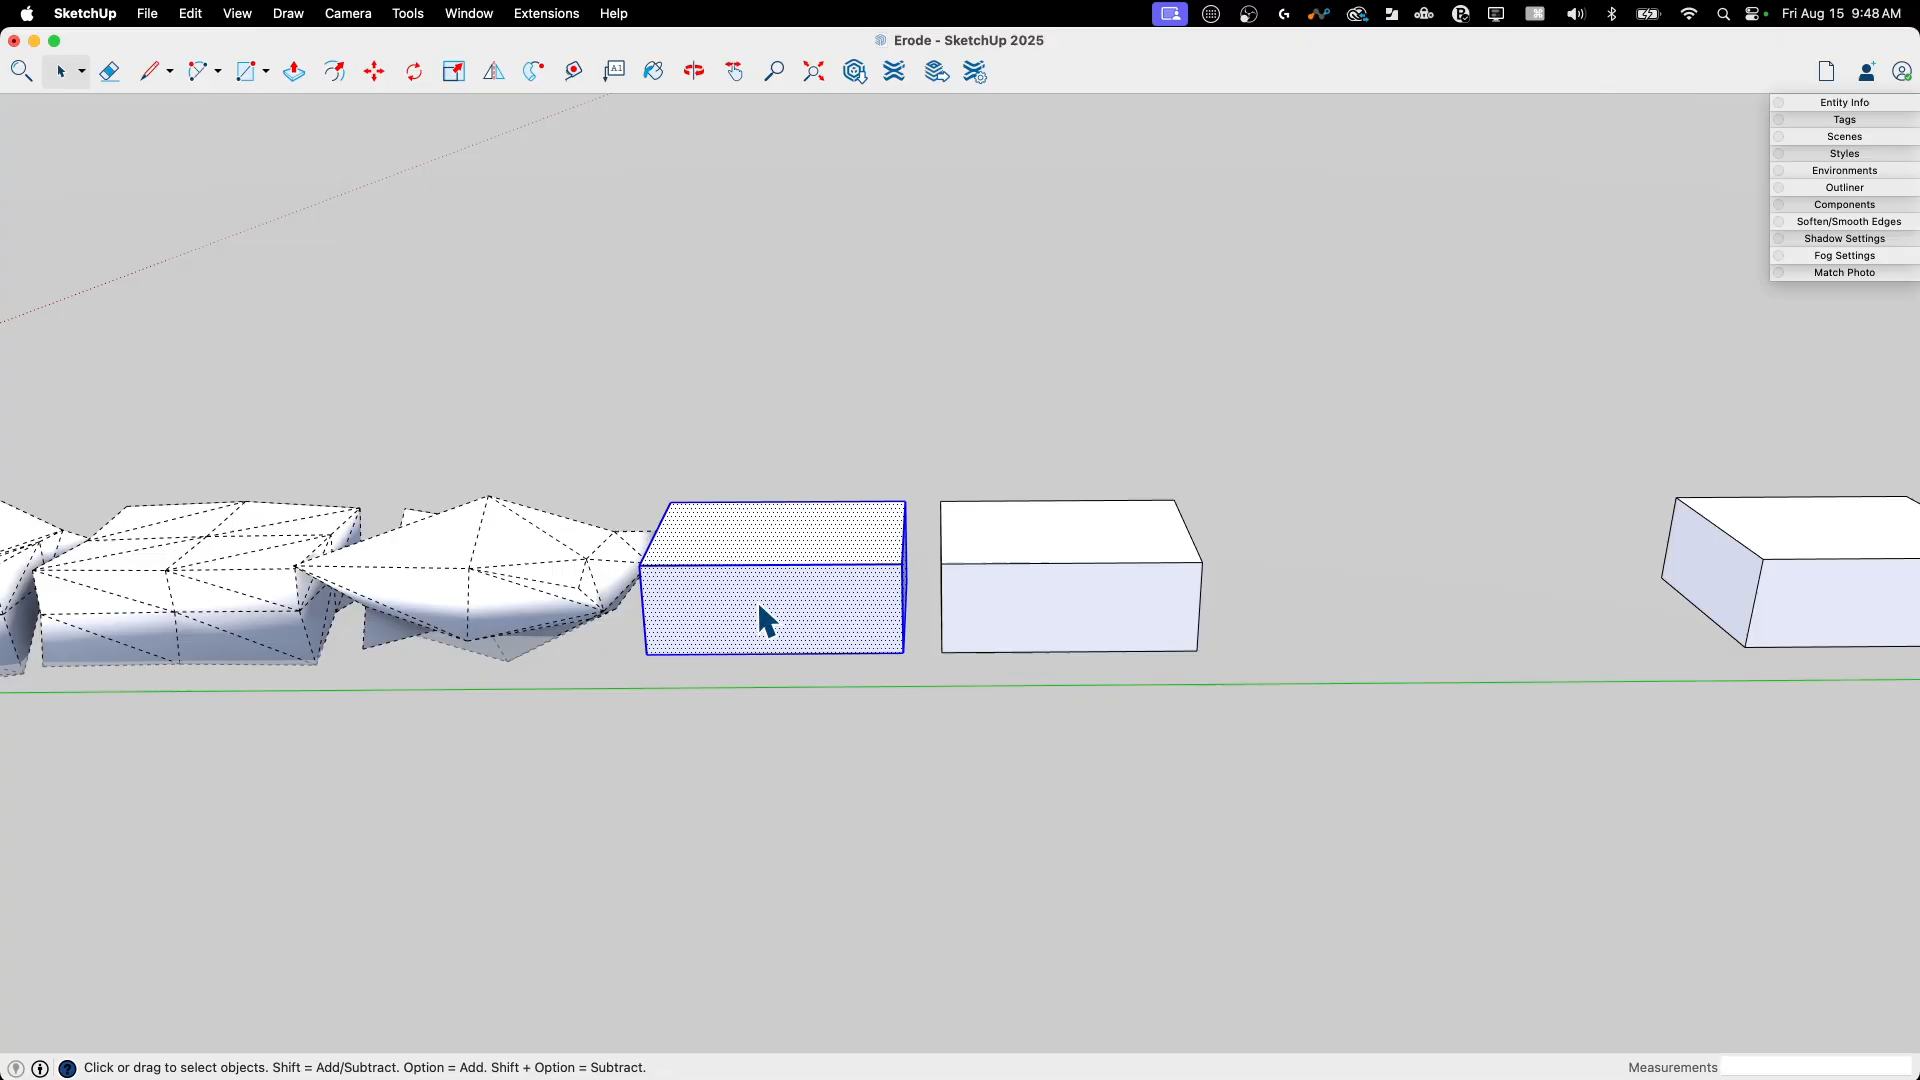 SketchUp File Edit View Draw Camera Tools Window Extensions Help Fri Aug 15 9:48 AM
Erode - SketchUp 2025
A1
Entity Info
Tags
Scenes
Styles
Environments
Outliner
Components
Soften/Smooth Edges
Shadow Settings
Fog Settings
Match Photo
Click or drag to select objects. Shift = Add/Subtract. Option = Add. Shift + Option = Subtract. Measurements